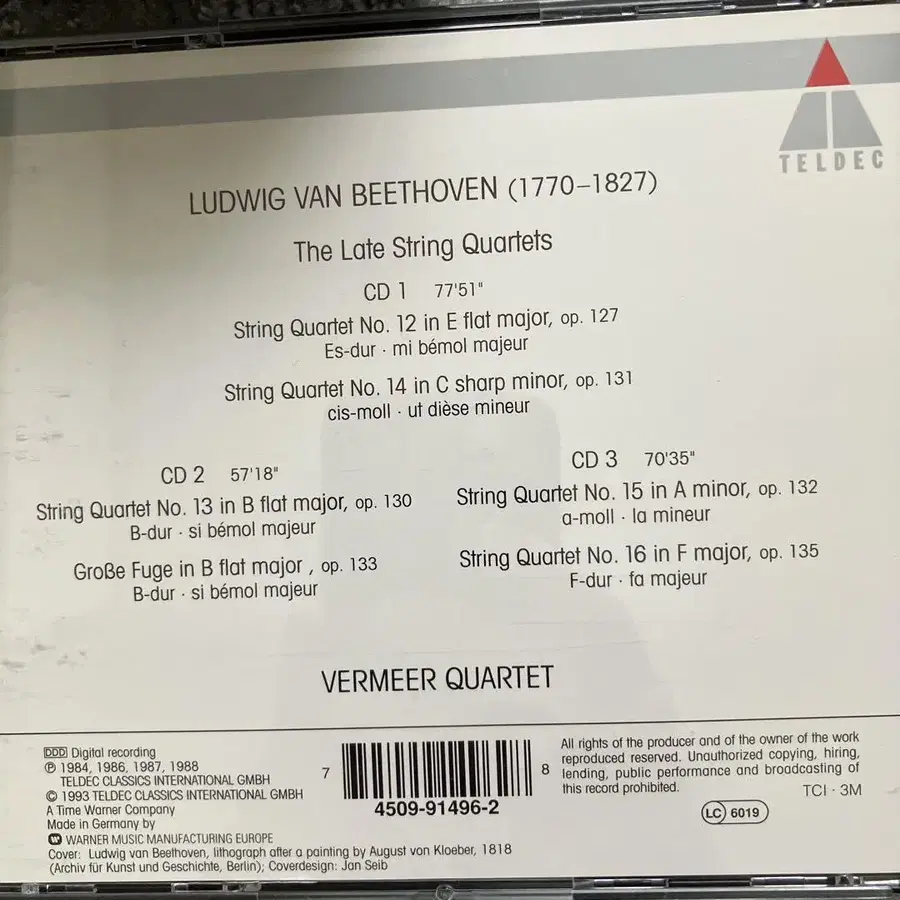 TELDEC
LUDWIG VAN BEETHOVEN (1770–1827)
The Late String Quartets
CD 1 77'51"
String Quartet No. 12 in E flat major, op. 127
Es-dur · mi bémol majeur
String Quartet No. 14 in C sharp minor, op. 131
cis-moll · ut dièse mineur
CD 2 57'18"
String Quartet No. 13 in B flat major, op. 130
B-dur · si bémol majeur
Große Fuge in B flat major , op. 133
B-dur · si bémol majeur
CD 3 70'35"
String Quartet No. 15 in A minor, op. 132
a-moll · la mineur
String Quartet No. 16 in F major, op. 135
F-dur · fa majeur
VERMEER QUARTET
DDD Digital recording
℗ 1984, 1986, 1987, 1988
TELDEC CLASSICS INTERNATIONAL GMBH
© 1993 TELDEC CLASSICS INTERNATIONAL GMBH
A Time Warner Company
Made in Germany by
WARNER MUSIC MANUFACTURING EUROPE
Cover: Ludwig van Beethoven, lithograph after a painting by August von Kloeber, 1818
(Archiv für Kunst und Geschichte, Berlin); Coverdesign: Jan Seib
7 8
4509-91496-2
All rights of the producer and of the owner of the work
reproduced reserved. Unauthorized copying, hiring,
lending, public performance and broadcasting of
this record prohibited.
TCI · 3M
LC 6019